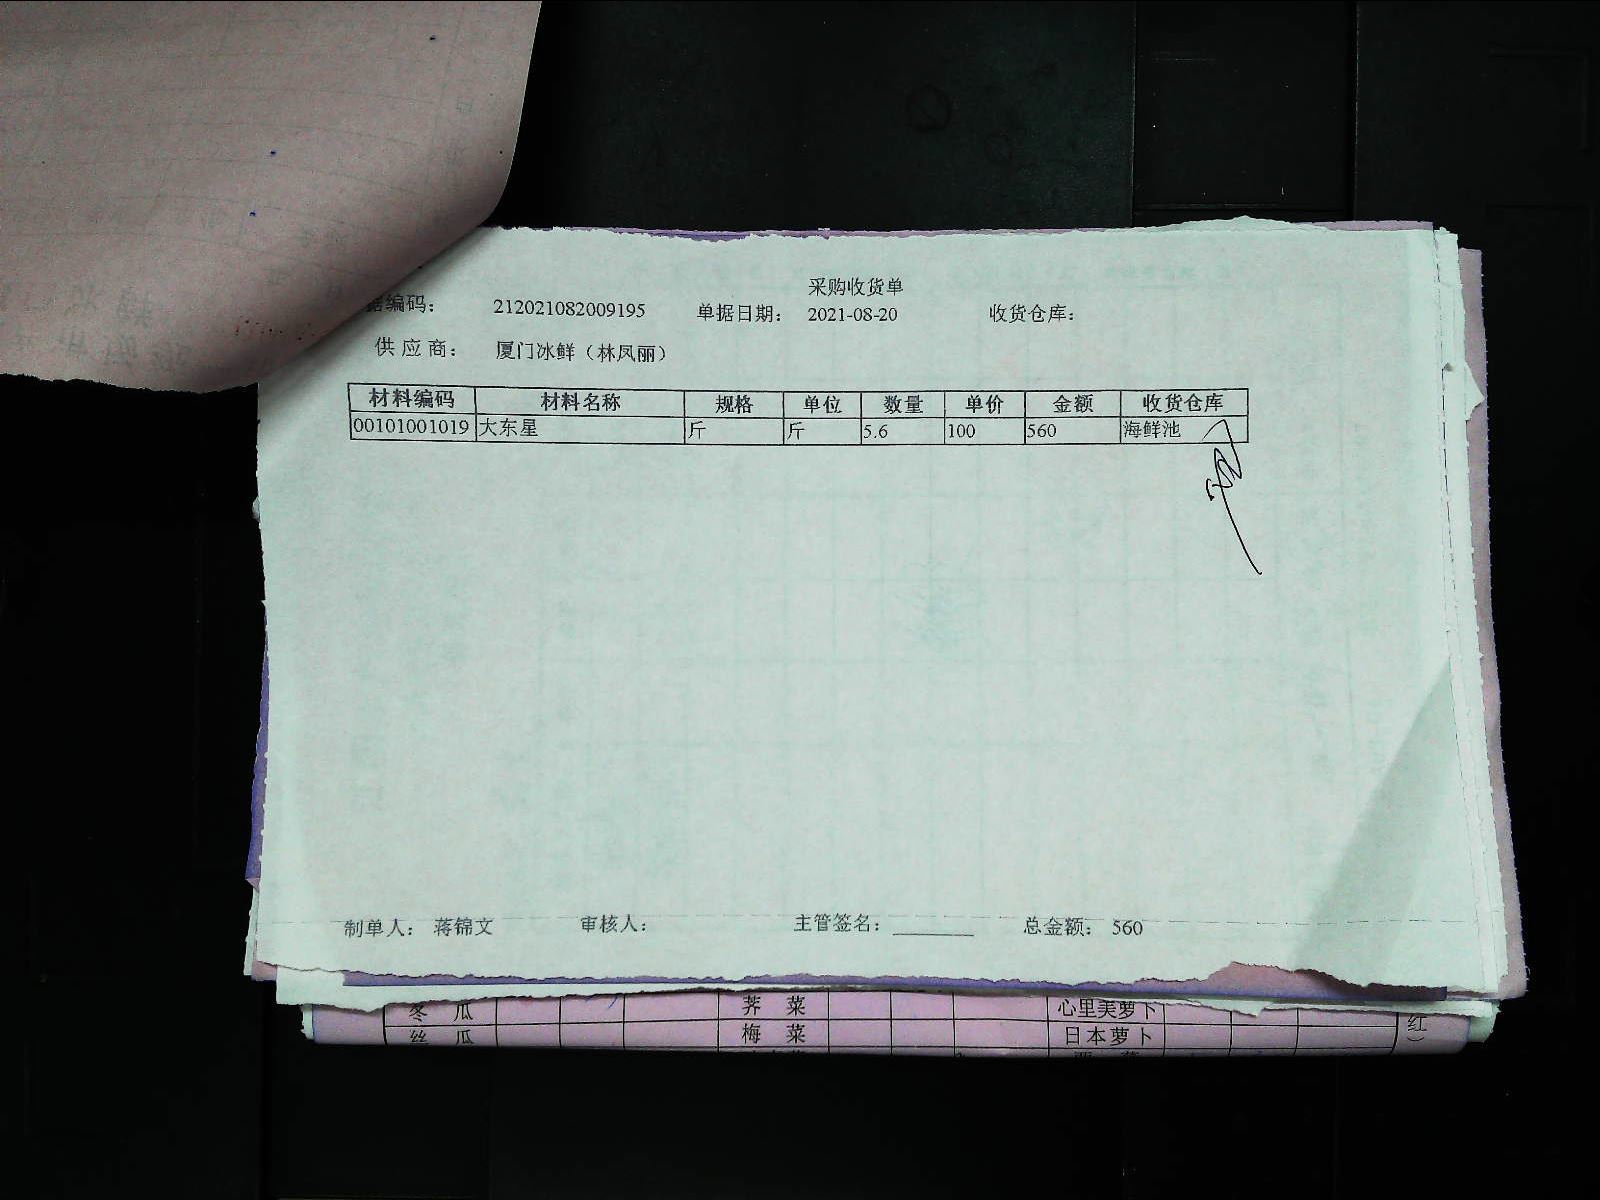 采购收货单
据编码： 212021082009195 单据日期： 2021-08-20 收货仓库：
供 应 商： 厦门冰鲜（林凤丽）
材料编码 材料名称 规格 单位 数量 单价 金额 收货仓库
00101001019 大东星 斤 斤 5.6 100 560 海鲜池
制单人： 蒋锦文 审核人： 主管签名：________ 总金额： 560
冬 瓜 荠 菜 心里美萝卜
丝 瓜 梅 菜 日本萝卜
红）